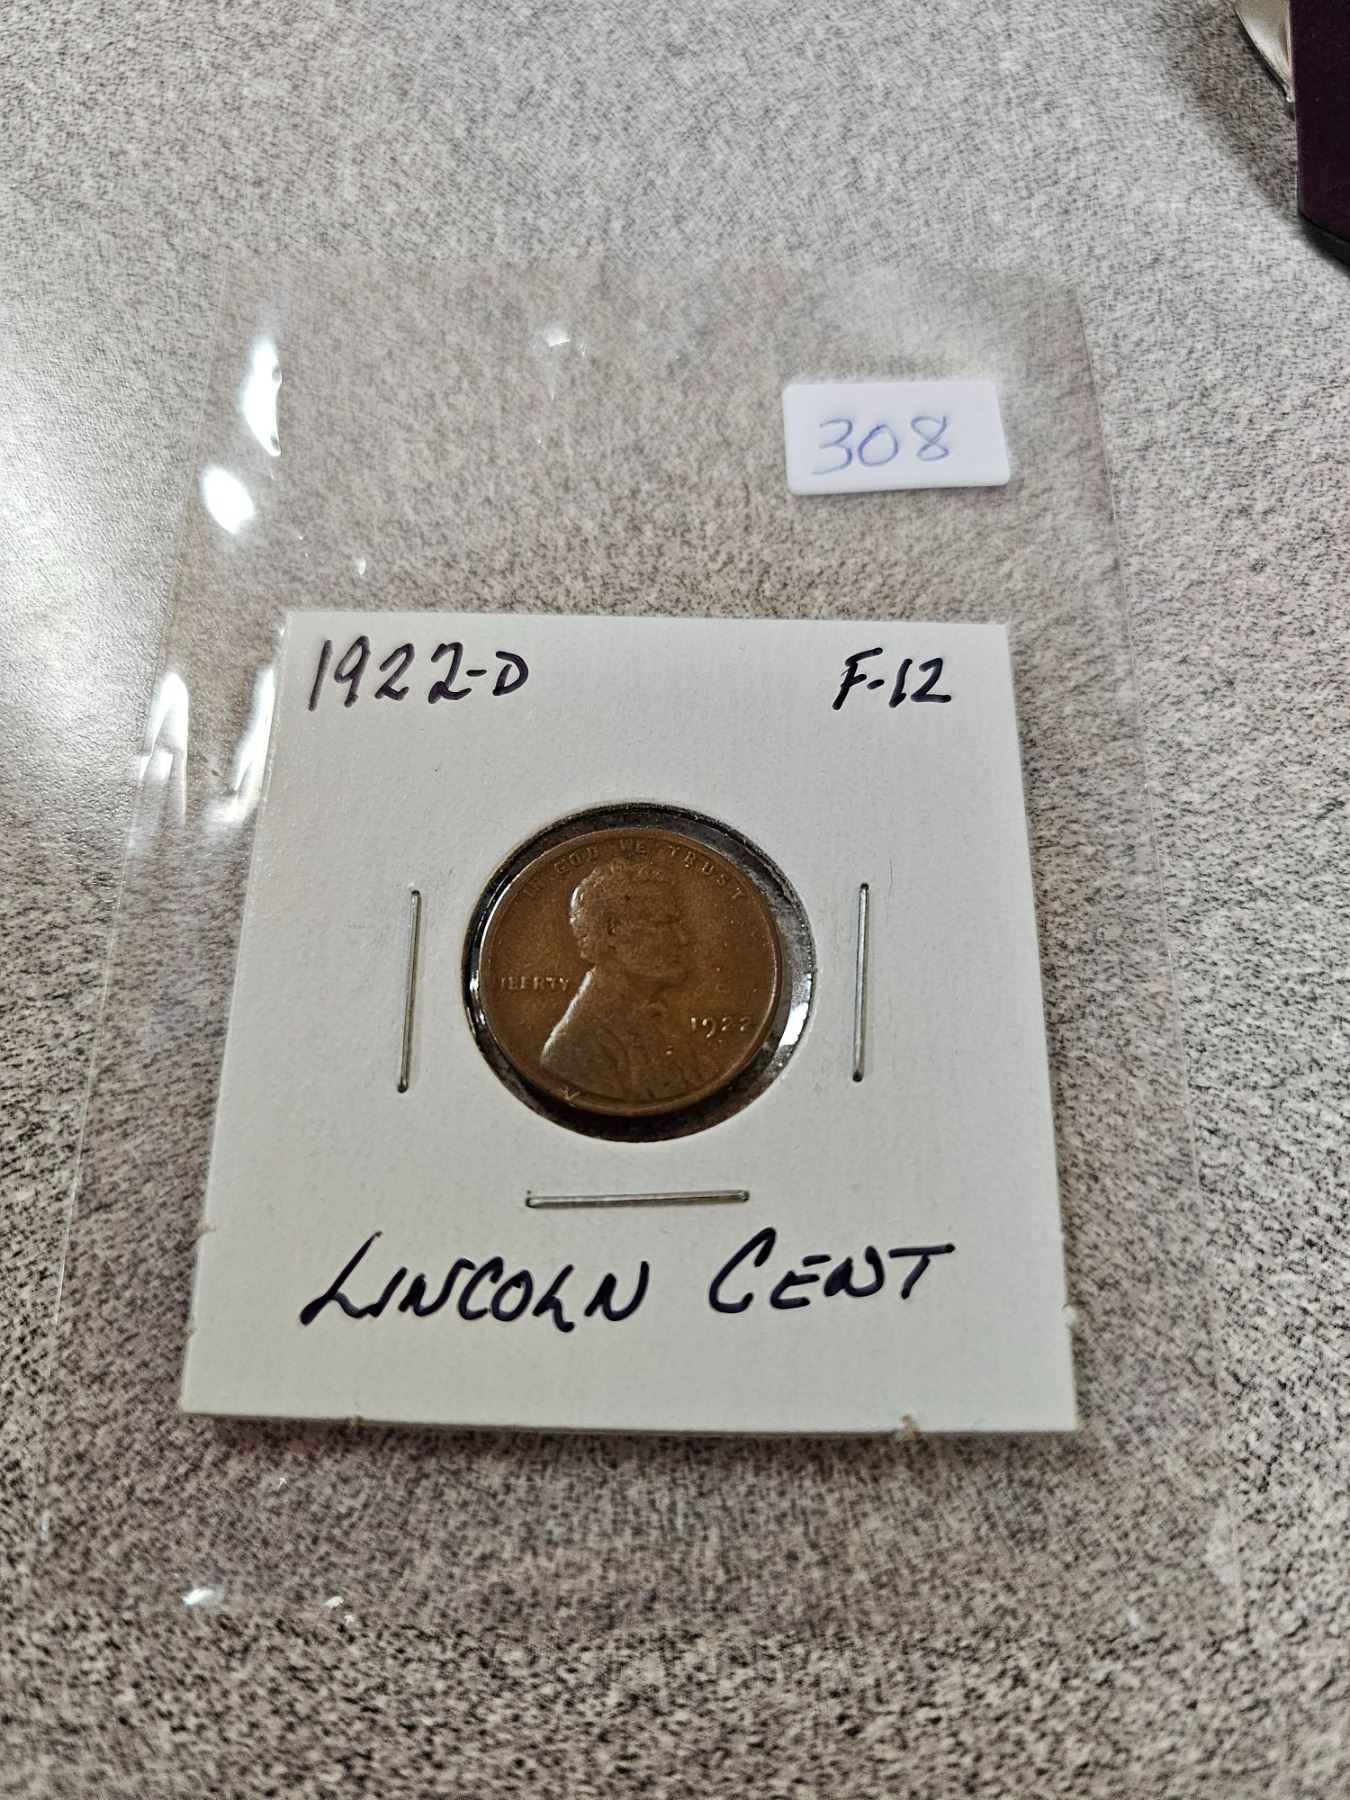 308
1922-D F-12
IN GOD WE TRUST
LIBERTY
1922
LINCOLN CENT